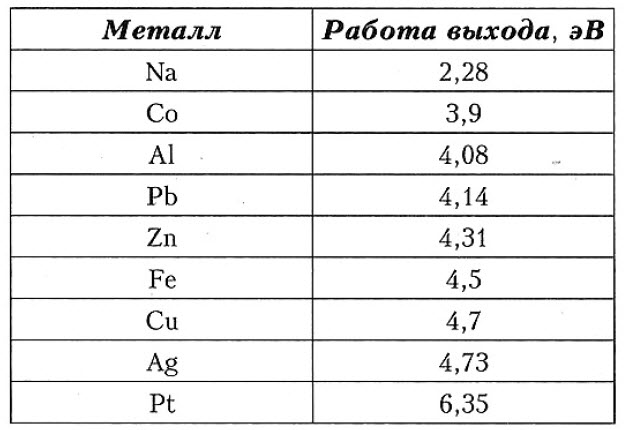 Металл Работа выхода, эВ
Na 2,28
Co 3,9
Al 4,08
Pb 4,14
Zn 4,31
Fe 4,5
Cu 4,7
Ag 4,73
Pt 6,35